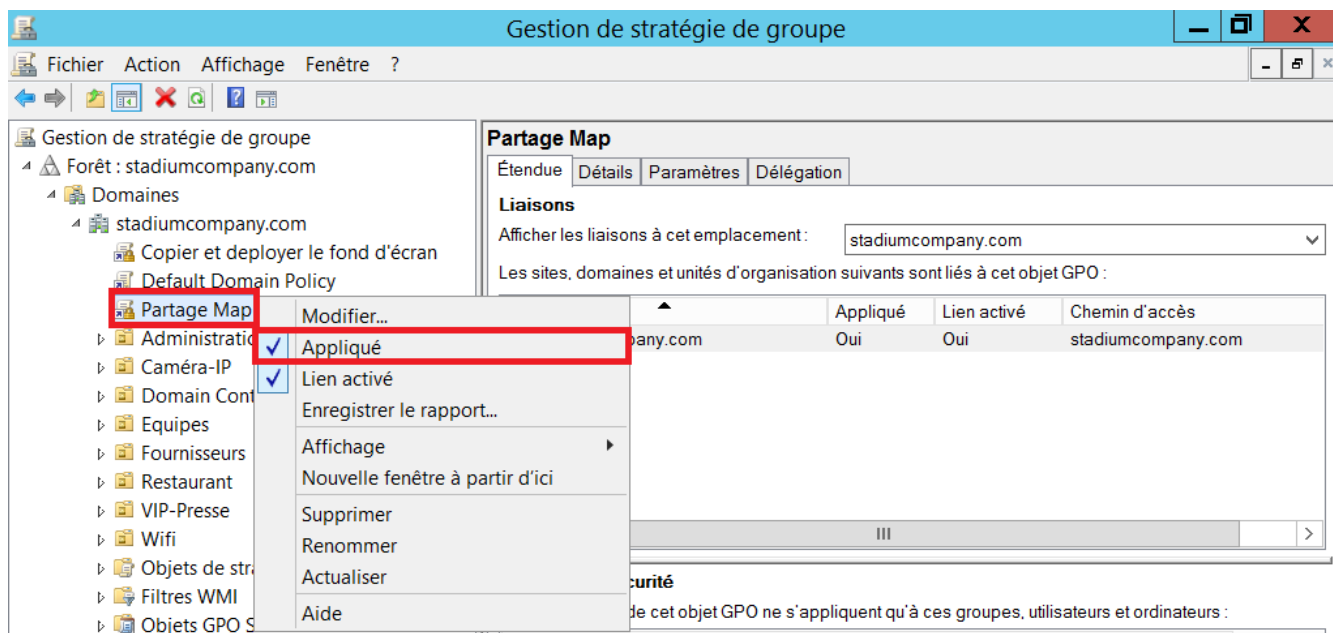 Gestion de stratégie de groupe
Fichier Action Affichage Fenêtre ?
Gestion de stratégie de groupe
Forêt : stadiumcompany.com
Domaines
stadiumcompany.com
Copier et deployer le fond d'écran
Default Domain Policy
Partage Map
Administratio
Caméra-IP
Domain Cont
Equipes
Fournisseurs
Restaurant
VIP-Presse
Wifi
Objets de stra
Filtres WMI
Objets GPO S
Modifier...
Appliqué
Lien activé
Enregistrer le rapport...
Affichage
Nouvelle fenêtre à partir d'ici
Supprimer
Renommer
Actualiser
Aide
Partage Map
Étendue Détails Paramètres Délégation
Liaisons
Afficher les liaisons à cet emplacement : stadiumcompany.com
Les sites, domaines et unités d'organisation suivants sont liés à cet objet GPO :
Appliqué Lien activé Chemin d'accès
pany.com Oui Oui stadiumcompany.com
curité
de cet objet GPO ne s'appliquent qu'à ces groupes, utilisateurs et ordinateurs :